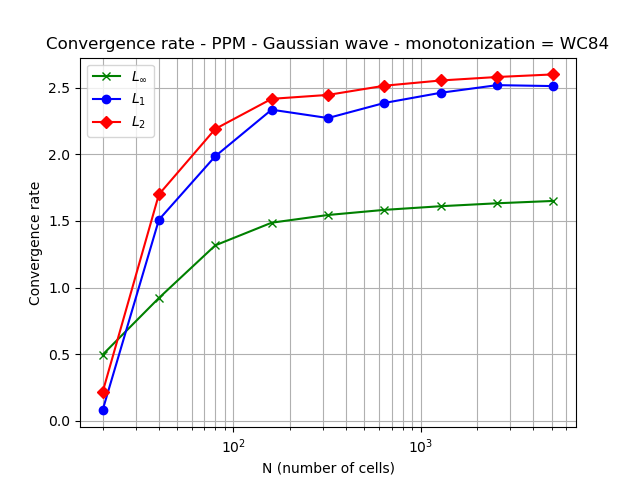 Convergence rate - PPM - Gaussian wave - monotonization = WC84
L∞
L₁
L₂
Convergence rate
2.5
2.0
1.5
1.0
0.5
0.0
10²
10³
N (number of cells)